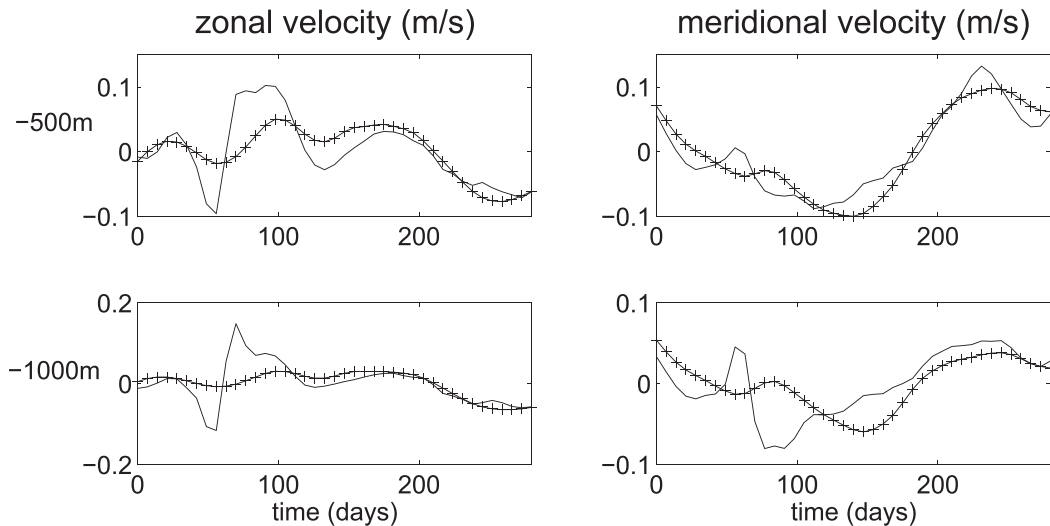 zonal velocity (m/s) meridional velocity (m/s)
0.1 0.1
−500m
0 0
−0.1 −0.1
0 100 200 0 100 200
0.2 0.1
−1000m
0 0
−0.2 −0.1
0 100 200 0 100 200
time (days) time (days)